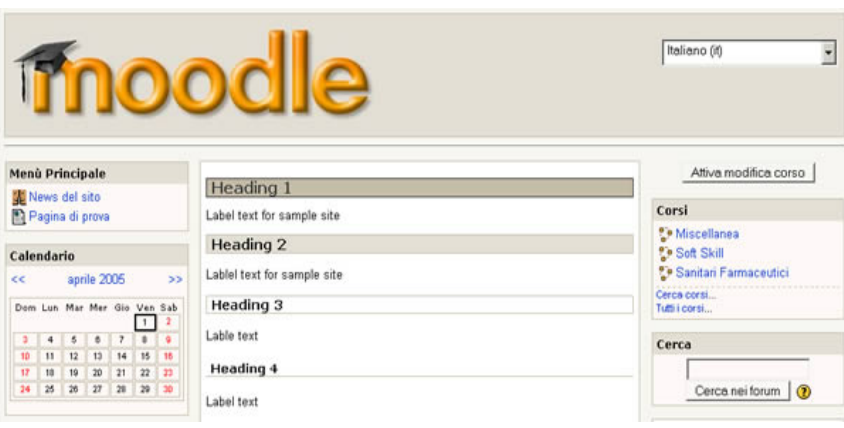 moodle
Italiano (it)
Menù Principale
News del sito
Pagina di prova
Calendario
<< aprile 2005 >>
Dom Lun Mar Mer Gio Ven Sab
1 2
3 4 5 6 7 8 9
10 11 12 13 14 15 16
17 18 19 20 21 22 23
24 25 26 27 28 29 30
Heading 1
Label text for sample site
Heading 2
Lablel text for sample site
Heading 3
Lable text
Heading 4
Label text
Attiva modifica corso
Corsi
Miscellanea
Soft Skill
Sanitari Farmaceutici
Cerca corsi...
Tutti i corsi...
Cerca
Cerca nei forum ?